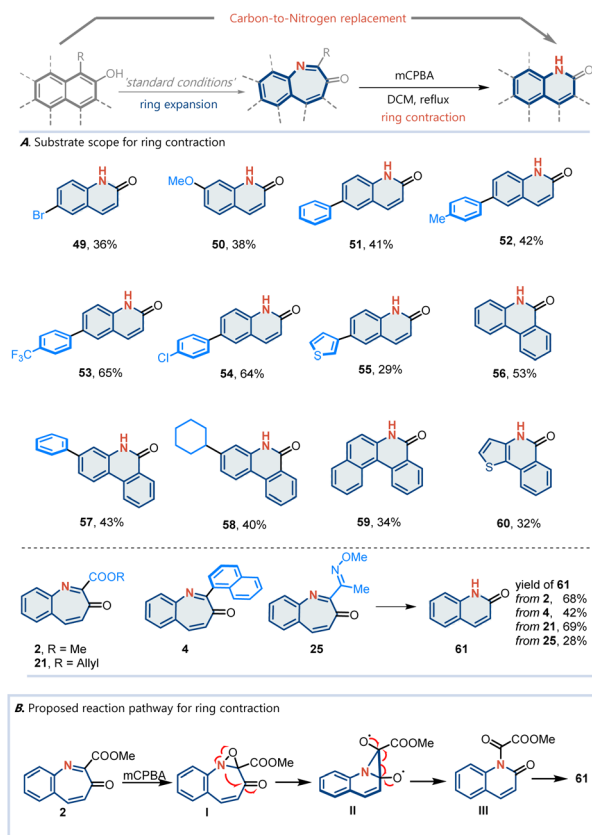 Carbon-to-Nitrogen replacement
R
OH
'standard conditions'
ring expansion
N
R
O
mCPBA
DCM, reflux
ring contraction
H
N
O
A. Substrate scope for ring contraction
H
N
O
Br
49, 36%
H
N
O
MeO
50, 38%
H
N
O
51, 41%
H
N
O
Me
52, 42%
H
N
O
F3C
53, 65%
H
N
O
Cl
54, 64%
H
N
O
S
55, 29%
H
N
O
56, 53%
H
N
O
57, 43%
H
N
O
58, 40%
H
N
O
59, 34%
H
N
O
S
60, 32%
N
COOR
O
2, R = Me
21, R = Allyl
N
O
4
OMe
N
Me
N
O
25
H
N
O
61
yield of 61
from 2, 68%
from 4, 42%
from 21, 69%
from 25, 28%
B. Proposed reaction pathway for ring contraction
N
COOMe
O
2
mCPBA
O
N
COOMe
O
I
O
COOMe
N
O
II
COOMe
O
N
O
III
61